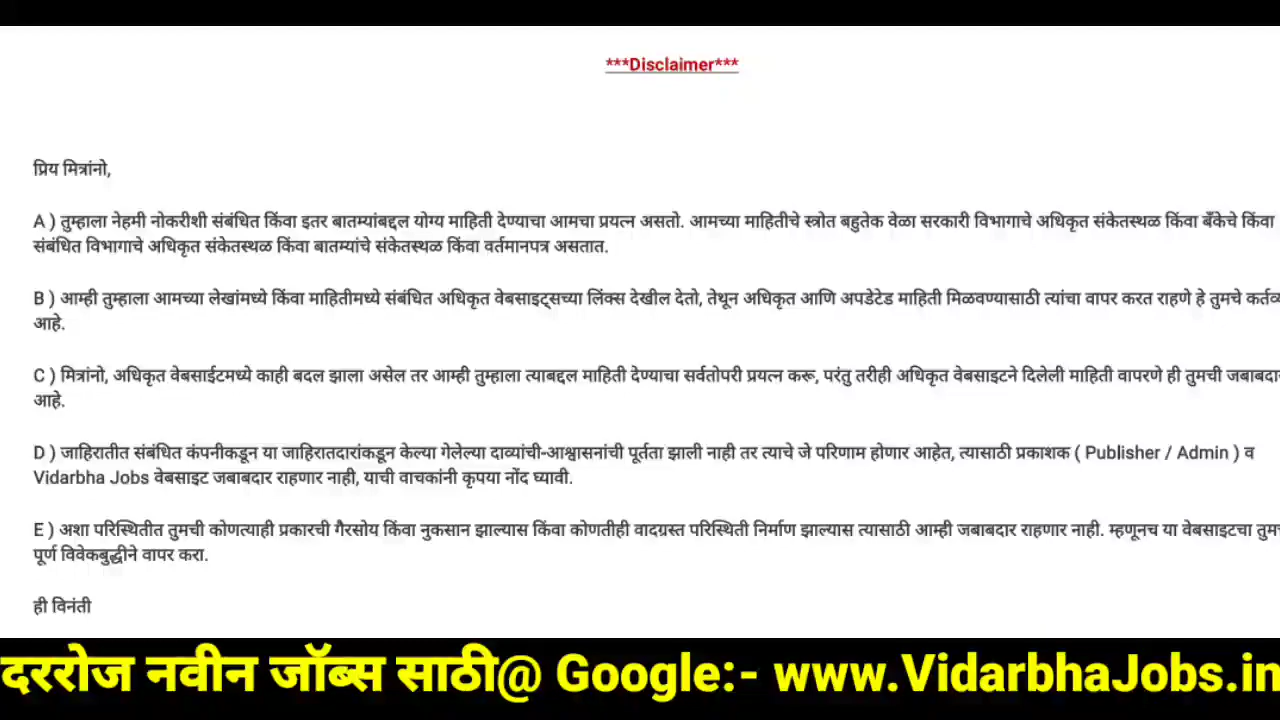 ***Disclaimer***
प्रिय मित्रांनो,
A ) तुम्हाला नेहमी नोकरीशी संबंधित किंवा इतर बातम्यांबद्दल योग्य माहिती देण्याचा आमचा प्रयत्न असतो. आमच्या माहितीचे स्त्रोत बहुतेक वेळा सरकारी विभागाचे अधिकृत संकेतस्थळ किंवा बँकेचे किंवा
संबंधित विभागाचे अधिकृत संकेतस्थळ किंवा बातम्यांचे संकेतस्थळ किंवा वर्तमानपत्र असतात.
B ) आम्ही तुम्हाला आमच्या लेखांमध्ये किंवा माहितीमध्ये संबंधित अधिकृत वेबसाइट्सच्या लिंक्स देखील देतो, तेथून अधिकृत आणि अपडेटेड माहिती मिळवण्यासाठी त्यांचा वापर करत राहणे हे तुमचे
आहे.
C ) मित्रांनो, अधिकृत वेबसाईटमध्ये काही बदल झाला असेल तर आम्ही तुम्हाला त्याबद्दल माहिती देण्याचा सर्वतोपरी प्रयत्न करू, परंतु तरीही अधिकृत वेबसाइटने दिलेली माहिती वापरणे ही तुमची
आहे.
D ) जाहिरातीत संबंधित कंपनीकडून या जाहिरातदारांकडून केल्या गेलेल्या दाव्यांची-आश्वासनांची पूर्तता झाली नाही तर त्याचे जे परिणाम होणार आहेत, त्यासाठी प्रकाशक ( Publisher / Admin ) व
Vidarbha Jobs वेबसाइट जबाबदार राहणार नाही, याची वाचकांनी कृपया नोंद घ्यावी.
E ) अशा परिस्थितीत तुमची कोणत्याही प्रकारची गैरसोय किंवा नुकसान झाल्यास किंवा कोणतीही वादग्रस्त परिस्थिती निर्माण झाल्यास त्यासाठी आम्ही जबाबदार राहणार नाही. म्हणूनच या वेबसाइटचा
पूर्ण विवेकबुद्धीने वापर करा.
ही विनंती
दररोज नवीन जॉब्स साठी@ Google:- www.VidarbhaJobs.in